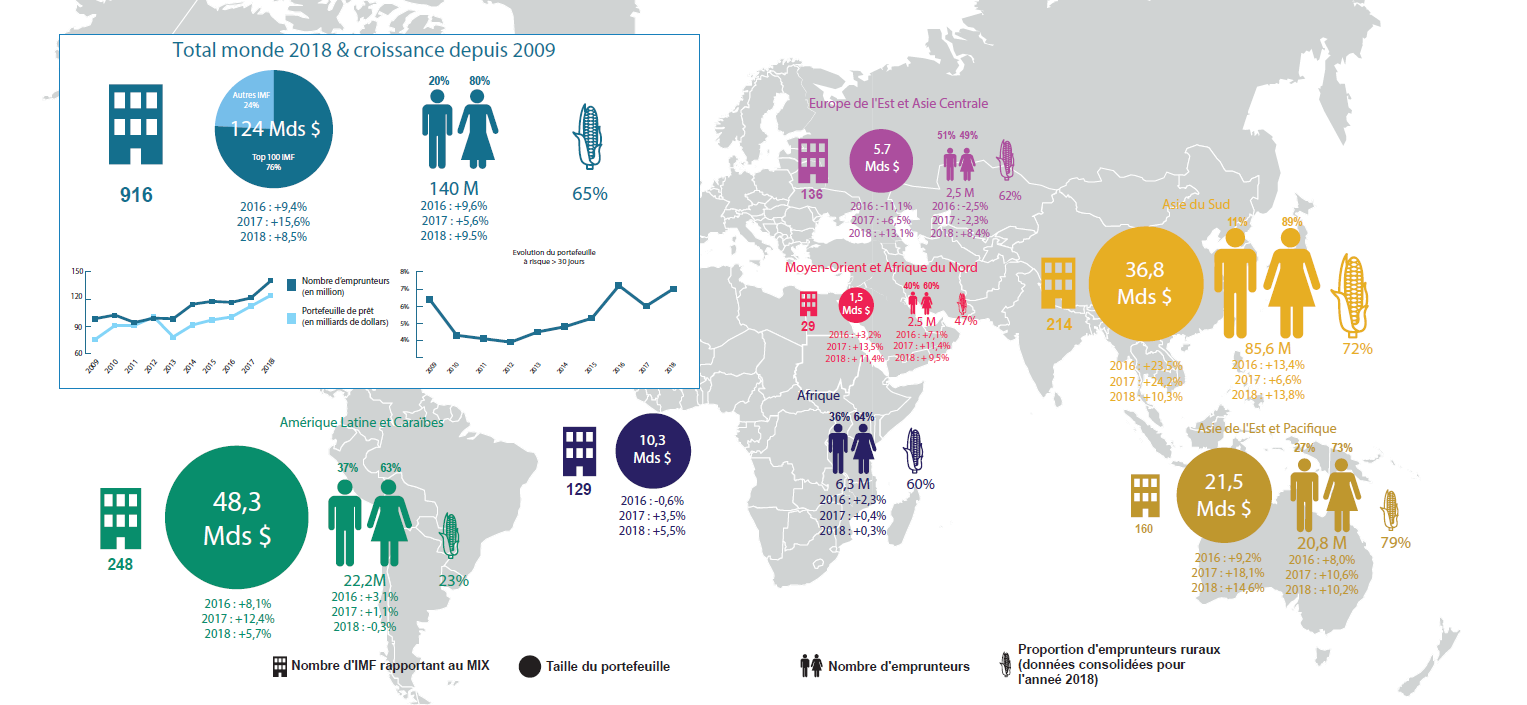 Total monde 2018 & croissance depuis 2009
916
Autres IMF
24%
124 Mds $
Top 100 IMF
76%
2016 : +9,4%
2017 : +15,6%
2018 : +8,5%
20% 80%
140 M
2016 : +9,6%
2017 : +5,6%
2018 : +9.5%
65%
150
120
90
60
2009
2010
2011
2012
2013
2014
2015
2016
2017
2018
Nombre d'emprunteurs
(en million)
Portefeuille de prêt
(en milliards de dollars)
Evolution du portefeuille
à risque > 30 jours
8%
7%
6%
5%
4%
2009
2010
2011
2012
2013
2014
2015
2016
2017
2018
Europe de l'Est et Asie Centrale
136
5.7
Mds $
2016 : -11,1%
2017 : +6,5%
2018 : +13.1%
51% 49%
2,5 M
2016 : -2,5%
2017 : -2,3%
2018 : +8,4%
62%
Moyen-Orient et Afrique du Nord
29
1,5
Mds $
2016 : +3,2%
2017 : +13,5%
2018 : + 11,4%
40% 60%
2.5 M
2016 : +7,1%
2017 : +11,4%
2018 : + 9,5%
47%
Asie du Sud
214
36,8
Mds $
2016 : +23,5%
2017 : +24,2%
2018 : +10,3%
11% 89%
85,6 M
2016 : +13,4%
2017 : +6,6%
2018 : +13,8%
72%
Amérique Latine et Caraïbes
248
48,3
Mds $
2016 : +8,1%
2017 : +12,4%
2018 : +5,7%
37% 63%
22,2M
2016 : +3,1%
2017 : +1,1%
2018 : -0,3%
23%
Afrique
129
10,3
Mds $
2016 : -0,6%
2017 : +3,5%
2018 : +5,5%
36% 64%
6,3 M
2016 : +2,3%
2017 : +0,4%
2018 : +0,3%
60%
Asie de l'Est et Pacifique
160
21,5
Mds $
2016 : +9,2%
2017 : +18,1%
2018 : +14,6%
27% 73%
20,8 M
2016 : +8,0%
2017 : +10,6%
2018 : +10,2%
79%
Nombre d'IMF rapportant au MIX
Taille du portefeuille
Nombre d'emprunteurs
Proportion d'emprunteurs ruraux
(données consolidées pour
l'anneé 2018)